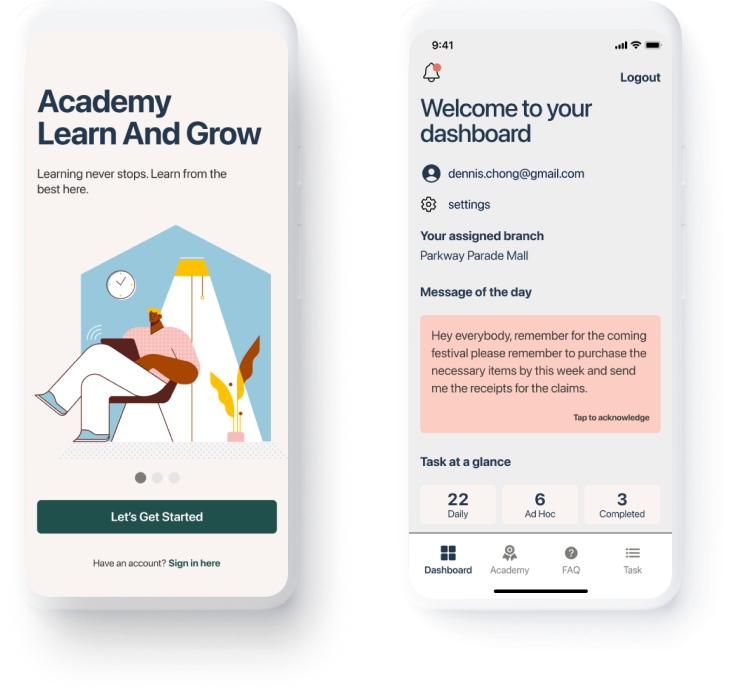 Academy
Learn And Grow
Learning never stops. Learn from the
best here.
Let's Get Started
Have an account? Sign in here
9:41
Logout
Welcome to your
dashboard
dennis.chong@gmail.com
settings
Your assigned branch
Parkway Parade Mall
Message of the day
Hey everybody, remember for the coming
festival please remember to purchase the
necessary items by this week and send
me the receipts for the claims.
Tap to acknowledge
Task at a glance
22 6 3
Daily Ad Hoc Completed
?
Dashboard Academy FAQ Task